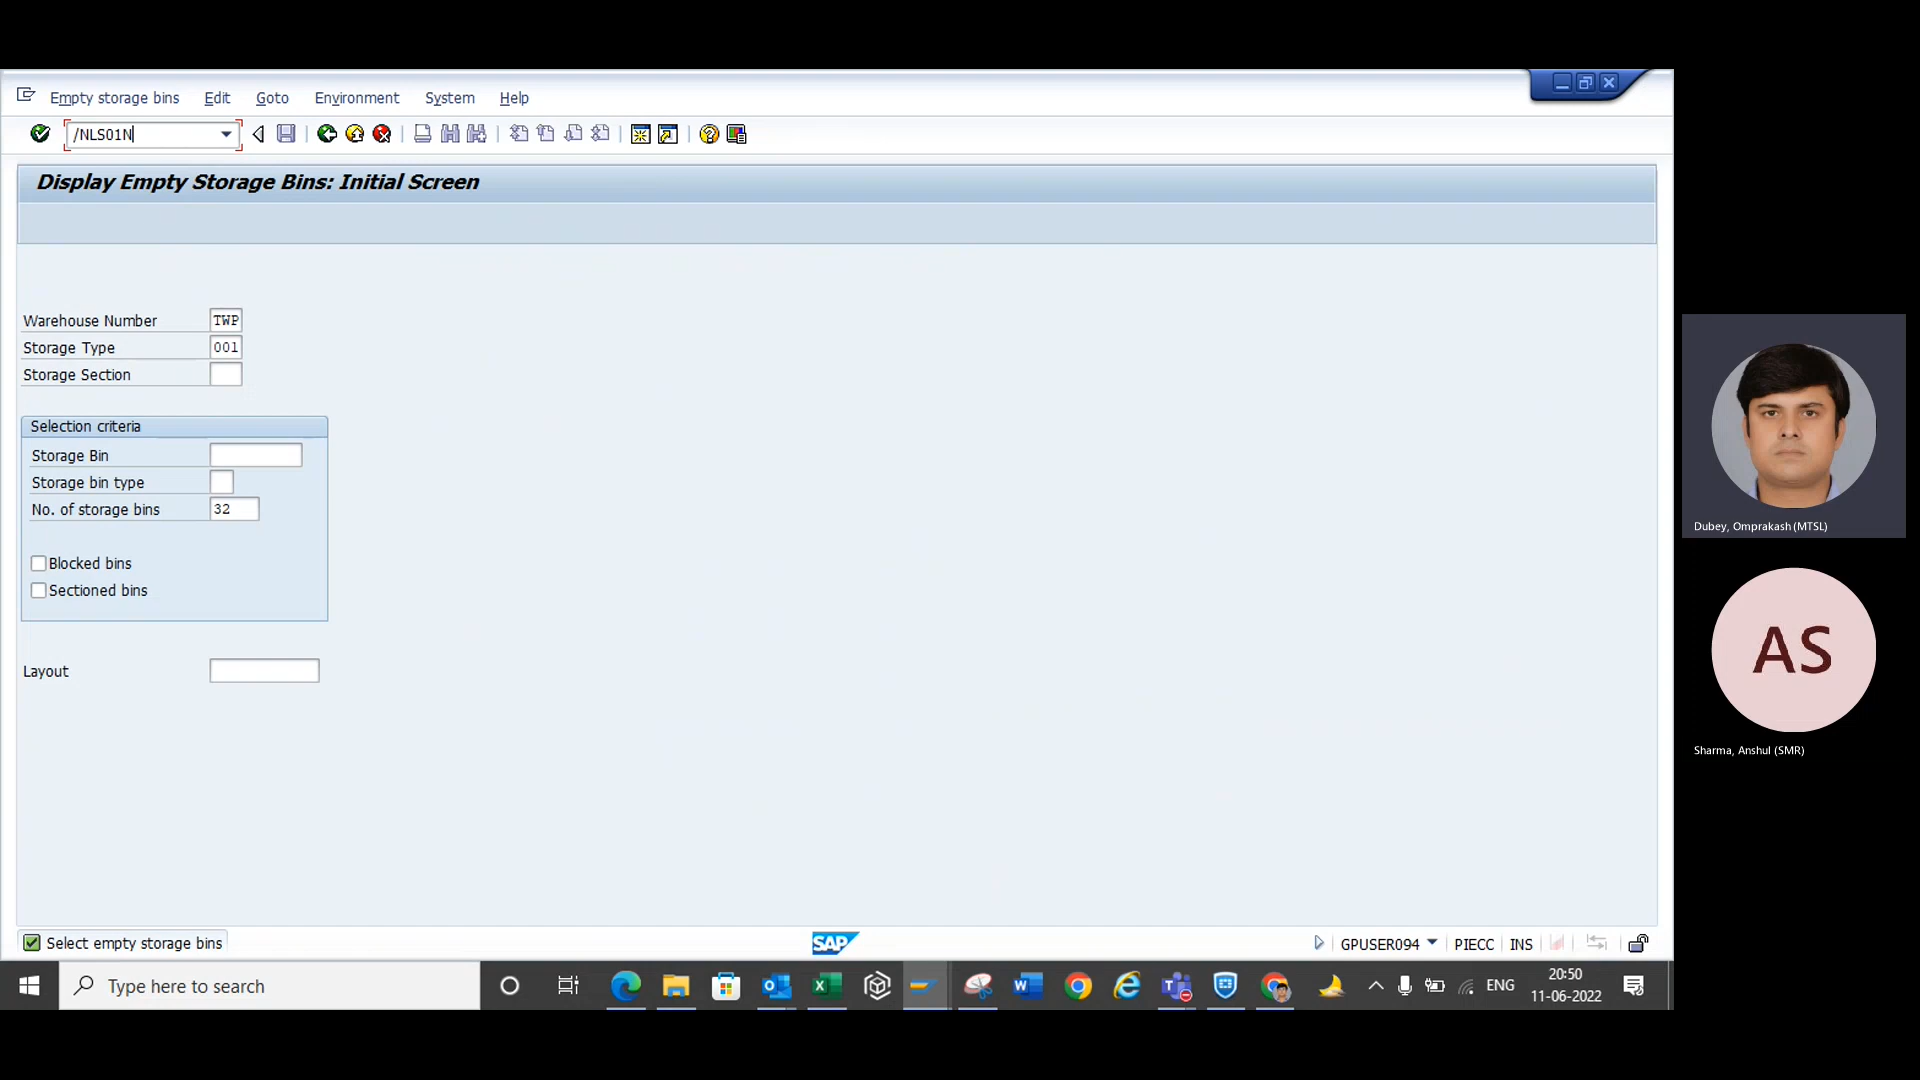 Empty storage bins Edit Goto Environment System Help
/NLS01N
Display Empty Storage Bins: Initial Screen
Warehouse Number TWP
Storage Type 001
Storage Section
Selection criteria
Storage Bin
Storage bin type
No. of storage bins 32
Blocked bins
Sectioned bins
Layout
Dubey, Omprakash (MTSL)
AS
Sharma, Anshul (SMR)
Select empty storage bins
SAP
GPUSER094 PIECC INS
Type here to search
ENG
20:50
11-06-2022